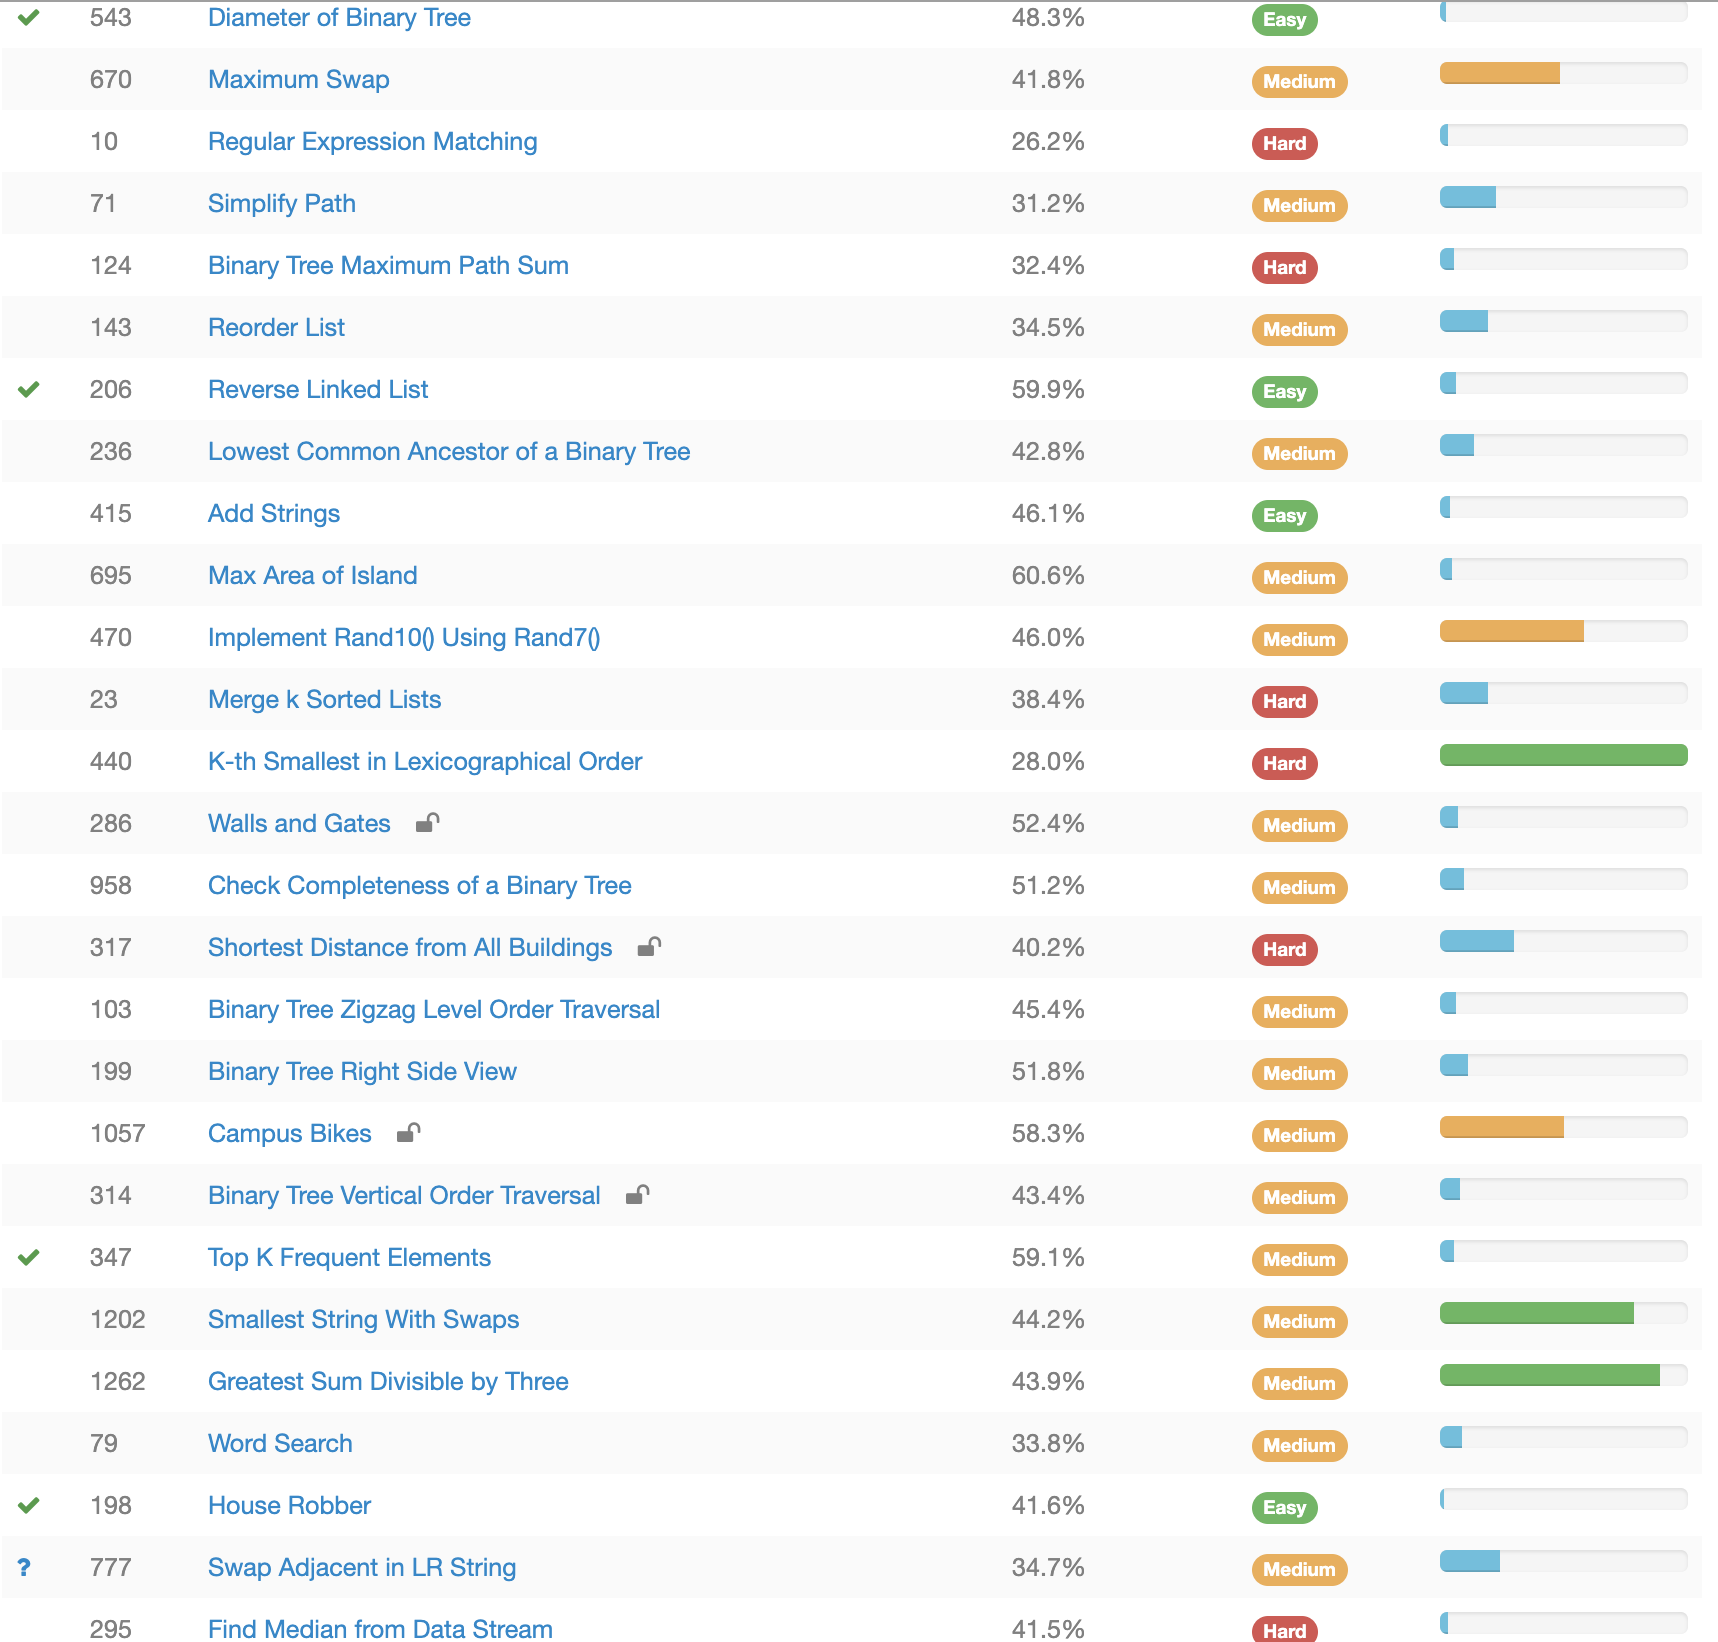 543 Diameter of Binary Tree 48.3% Easy
670 Maximum Swap 41.8% Medium
10 Regular Expression Matching 26.2% Hard
71 Simplify Path 31.2% Medium
124 Binary Tree Maximum Path Sum 32.4% Hard
143 Reorder List 34.5% Medium
206 Reverse Linked List 59.9% Easy
236 Lowest Common Ancestor of a Binary Tree 42.8% Medium
415 Add Strings 46.1% Easy
695 Max Area of Island 60.6% Medium
470 Implement Rand10() Using Rand7() 46.0% Medium
23 Merge k Sorted Lists 38.4% Hard
440 K-th Smallest in Lexicographical Order 28.0% Hard
286 Walls and Gates 52.4% Medium
958 Check Completeness of a Binary Tree 51.2% Medium
317 Shortest Distance from All Buildings 40.2% Hard
103 Binary Tree Zigzag Level Order Traversal 45.4% Medium
199 Binary Tree Right Side View 51.8% Medium
1057 Campus Bikes 58.3% Medium
314 Binary Tree Vertical Order Traversal 43.4% Medium
347 Top K Frequent Elements 59.1% Medium
1202 Smallest String With Swaps 44.2% Medium
1262 Greatest Sum Divisible by Three 43.9% Medium
79 Word Search 33.8% Medium
198 House Robber 41.6% Easy
? 777 Swap Adjacent in LR String 34.7% Medium
295 Find Median from Data Stream 41.5% Hard